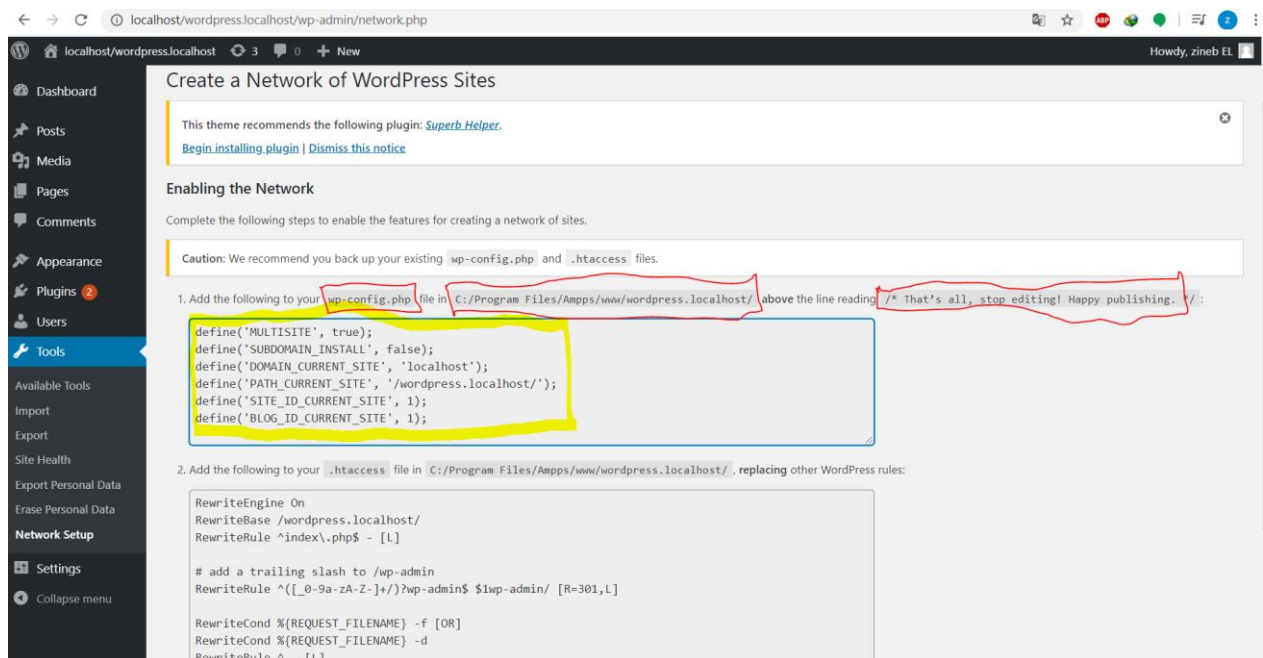 localhost/wordpress.localhost/wp-admin/network.php
ABP
Z
localhost/wordpress.localhost 3 0 + New Howdy, zineb EL
Dashboard
Posts
Media
Pages
Comments
Appearance
Plugins 2
Users
Tools
Available Tools
Import
Export
Site Health
Export Personal Data
Erase Personal Data
Network Setup
Settings
Collapse menu
Create a Network of WordPress Sites
This theme recommends the following plugin: Superb Helper.
Begin installing plugin | Dismiss this notice
Enabling the Network
Complete the following steps to enable the features for creating a network of sites.
Caution: We recommend you back up your existing wp-config.php and .htaccess files.
1. Add the following to your wp-config.php file in C:/Program Files/Ampps/www/wordpress.localhost/ above the line reading /* That's all, stop editing! Happy publishing. */ :
define('MULTISITE', true);
define('SUBDOMAIN_INSTALL', false);
define('DOMAIN_CURRENT_SITE', 'localhost');
define('PATH_CURRENT_SITE', '/wordpress.localhost/');
define('SITE_ID_CURRENT_SITE', 1);
define('BLOG_ID_CURRENT_SITE', 1);
2. Add the following to your .htaccess file in C:/Program Files/Ampps/www/wordpress.localhost/ , replacing other WordPress rules:
RewriteEngine On
RewriteBase /wordpress.localhost/
RewriteRule ^index\.php$ - [L]
# add a trailing slash to /wp-admin
RewriteRule ^([_0-9a-zA-Z-]+/)?wp-admin$ $1wp-admin/ [R=301,L]
RewriteCond %{REQUEST_FILENAME} -f [OR]
RewriteCond %{REQUEST_FILENAME} -d
RewriteRule ^ - [L]